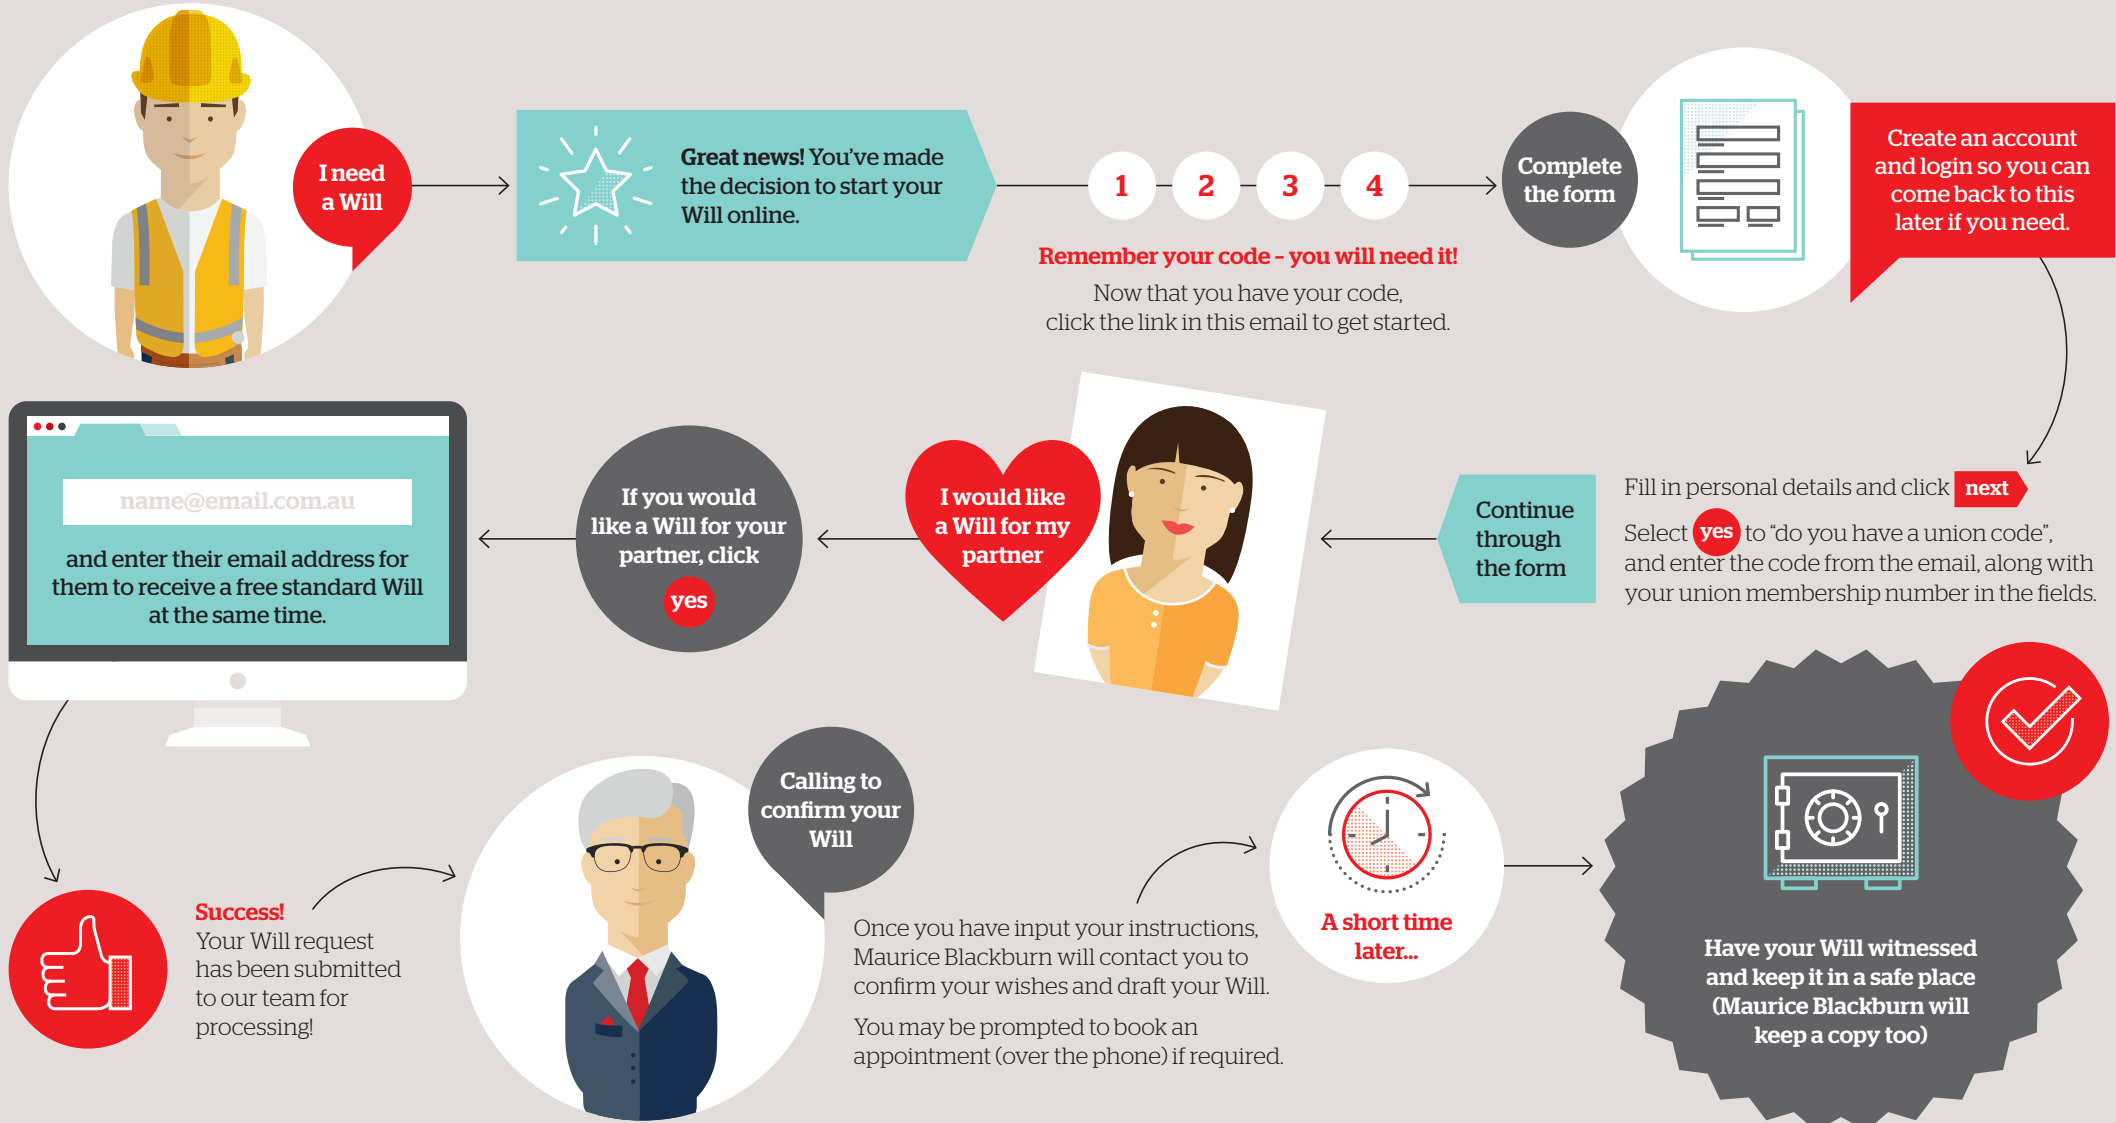 I need
a Will
Great news! You've made
the decision to start your
Will online.
1 2 3 4
Remember your code – you will need it!
Now that you have your code,
click the link in this email to get started.
Complete
the form
Create an account
and login so you can
come back to this
later if you need.
Fill in personal details and click next
Select yes to “do you have a union code”,
and enter the code from the email, along with
your union membership number in the fields.
Continue
through
the form
I would like
a Will for my
partner
If you would
like a Will for your
partner, click
yes
name@email.com.au
and enter their email address for
them to receive a free standard Will
at the same time.
Success!
Your Will request
has been submitted
to our team for
processing!
Calling to
confirm your
Will
Once you have input your instructions,
Maurice Blackburn will contact you to
confirm your wishes and draft your Will.
You may be prompted to book an
appointment (over the phone) if required.
A short time
later...
Have your Will witnessed
and keep it in a safe place
(Maurice Blackburn will
keep a copy too)